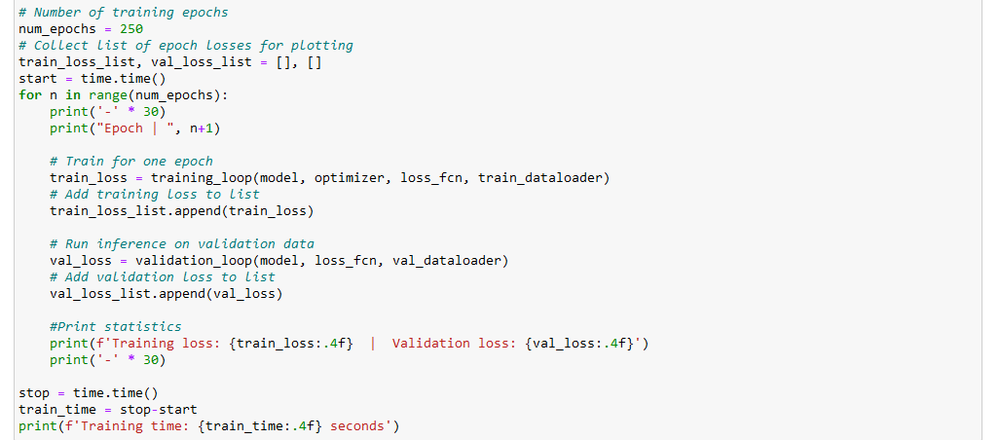 # Number of training epochs
num_epochs = 250
# Collect list of epoch losses for plotting
train_loss_list, val_loss_list = [], []
start = time.time()
for n in range(num_epochs):
    print('-' * 30)
    print("Epoch | ", n+1)

    # Train for one epoch
    train_loss = training_loop(model, optimizer, loss_fcn, train_dataloader)
    # Add training loss to list
    train_loss_list.append(train_loss)

    # Run inference on validation data
    val_loss = validation_loop(model, loss_fcn, val_dataloader)
    # Add validation loss to list
    val_loss_list.append(val_loss)

    #Print statistics
    print(f'Training loss: {train_loss:.4f}  |  Validation loss: {val_loss:.4f}')
    print('-' * 30)

stop = time.time()
train_time = stop-start
print(f'Training time: {train_time:.4f} seconds')